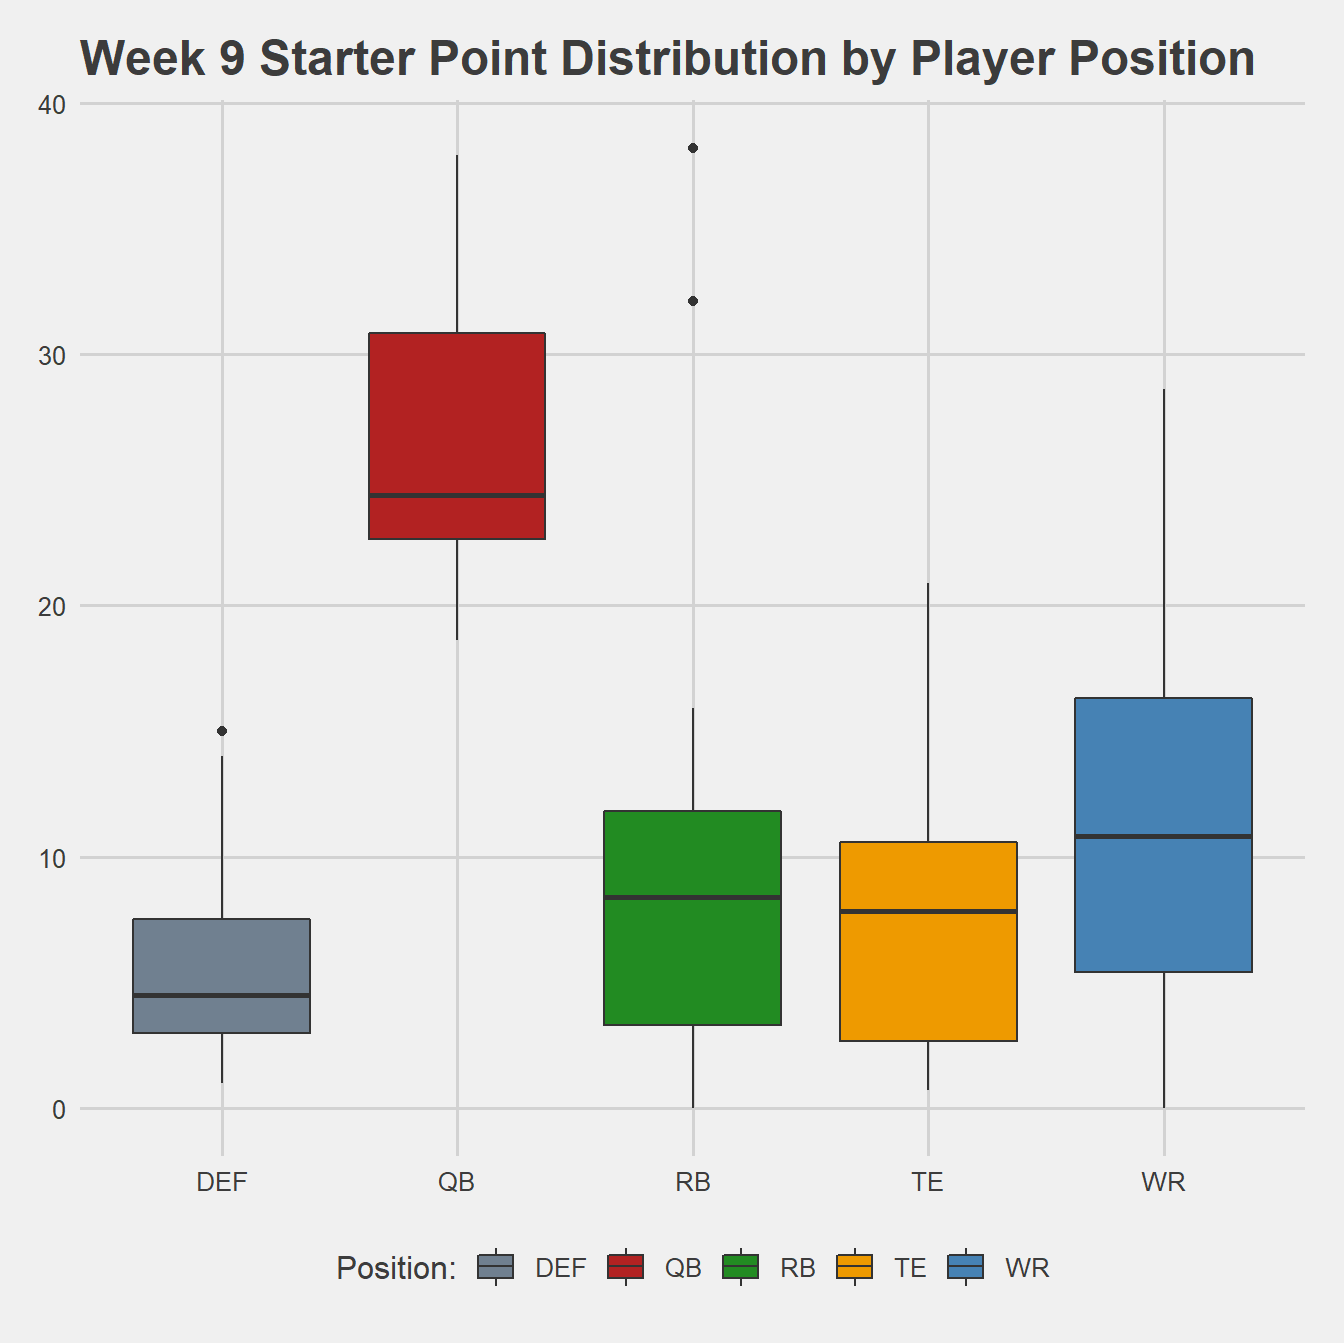 Week 9 Starter Point Distribution by Player Position
40
30
20
10
0
DEF QB RB TE WR
Position: DEF QB RB TE WR